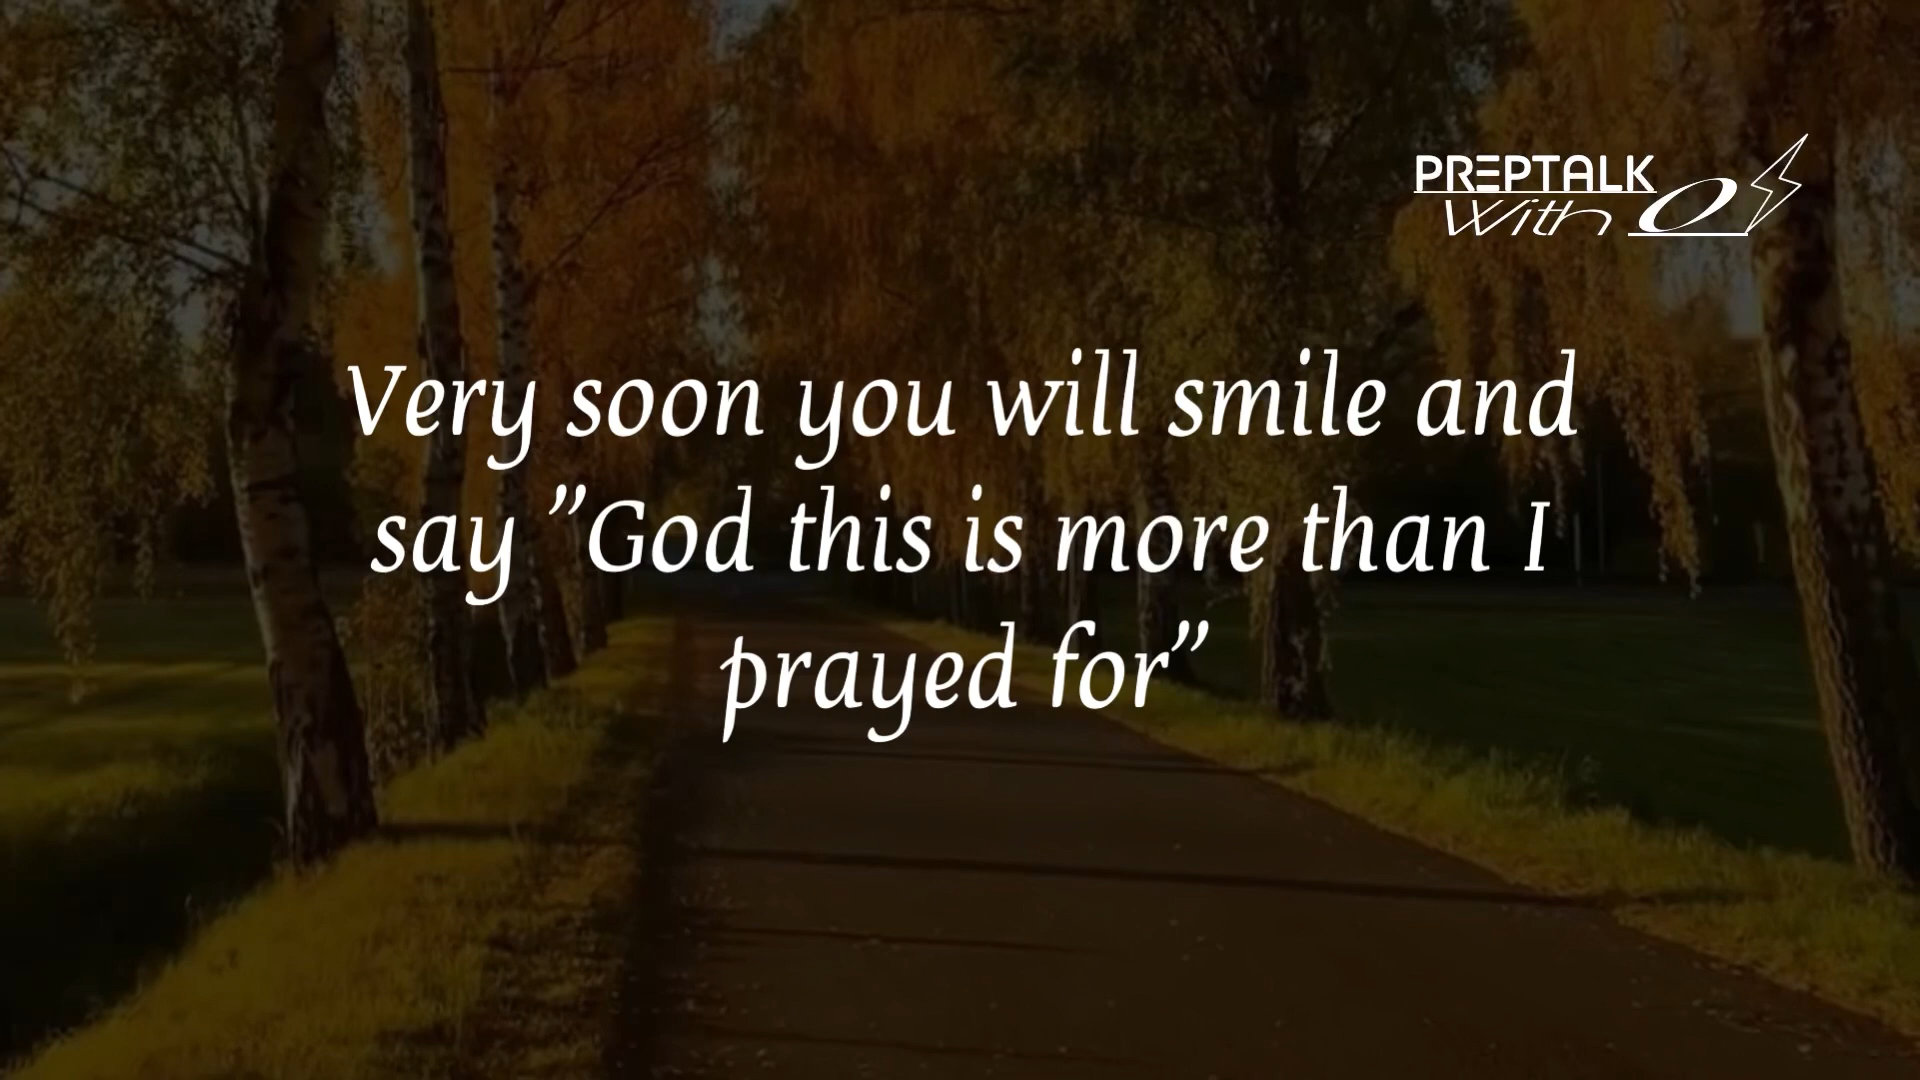 PREPTALK
With O
Very soon you will smile and
say ”God this is more than I
prayed for”